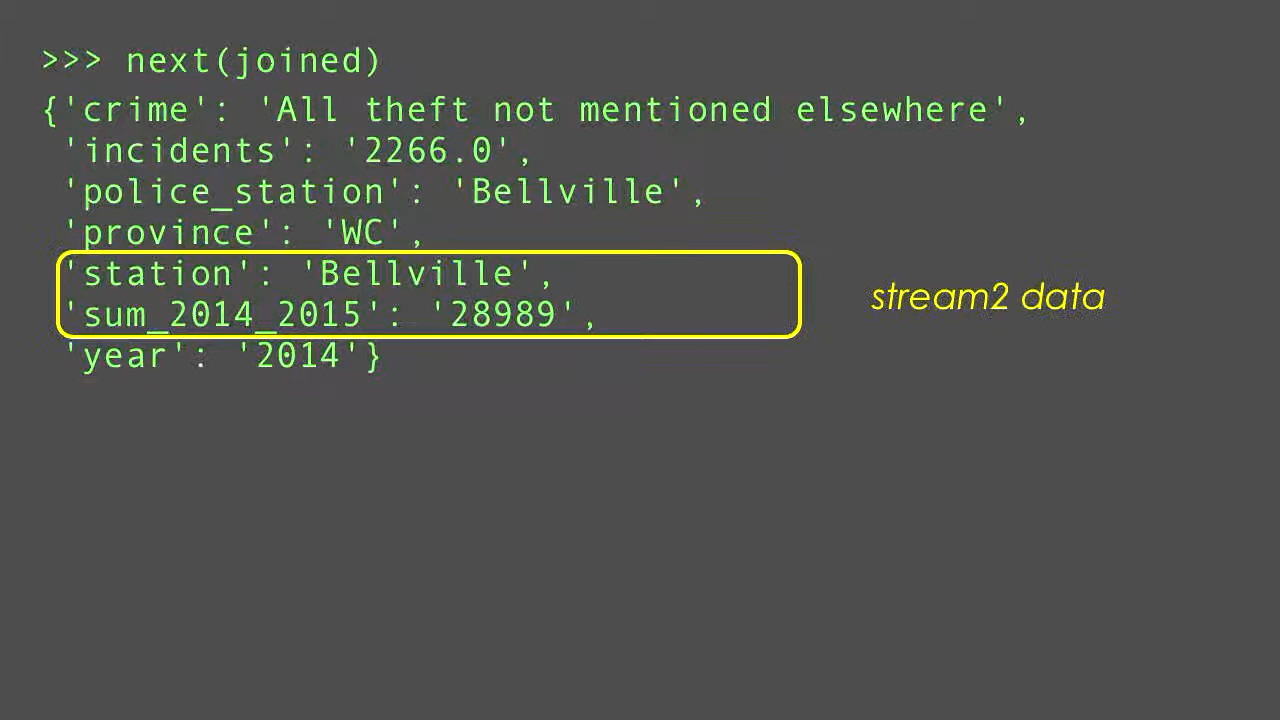 >>> next(joined)
{'crime': 'All theft not mentioned elsewhere',
 'incidents': '2266.0',
 'police_station': 'Bellville',
 'province': 'WC',
 'station': 'Bellville',
 'sum_2014_2015': '28989',
stream2 data
 'year': '2014'}